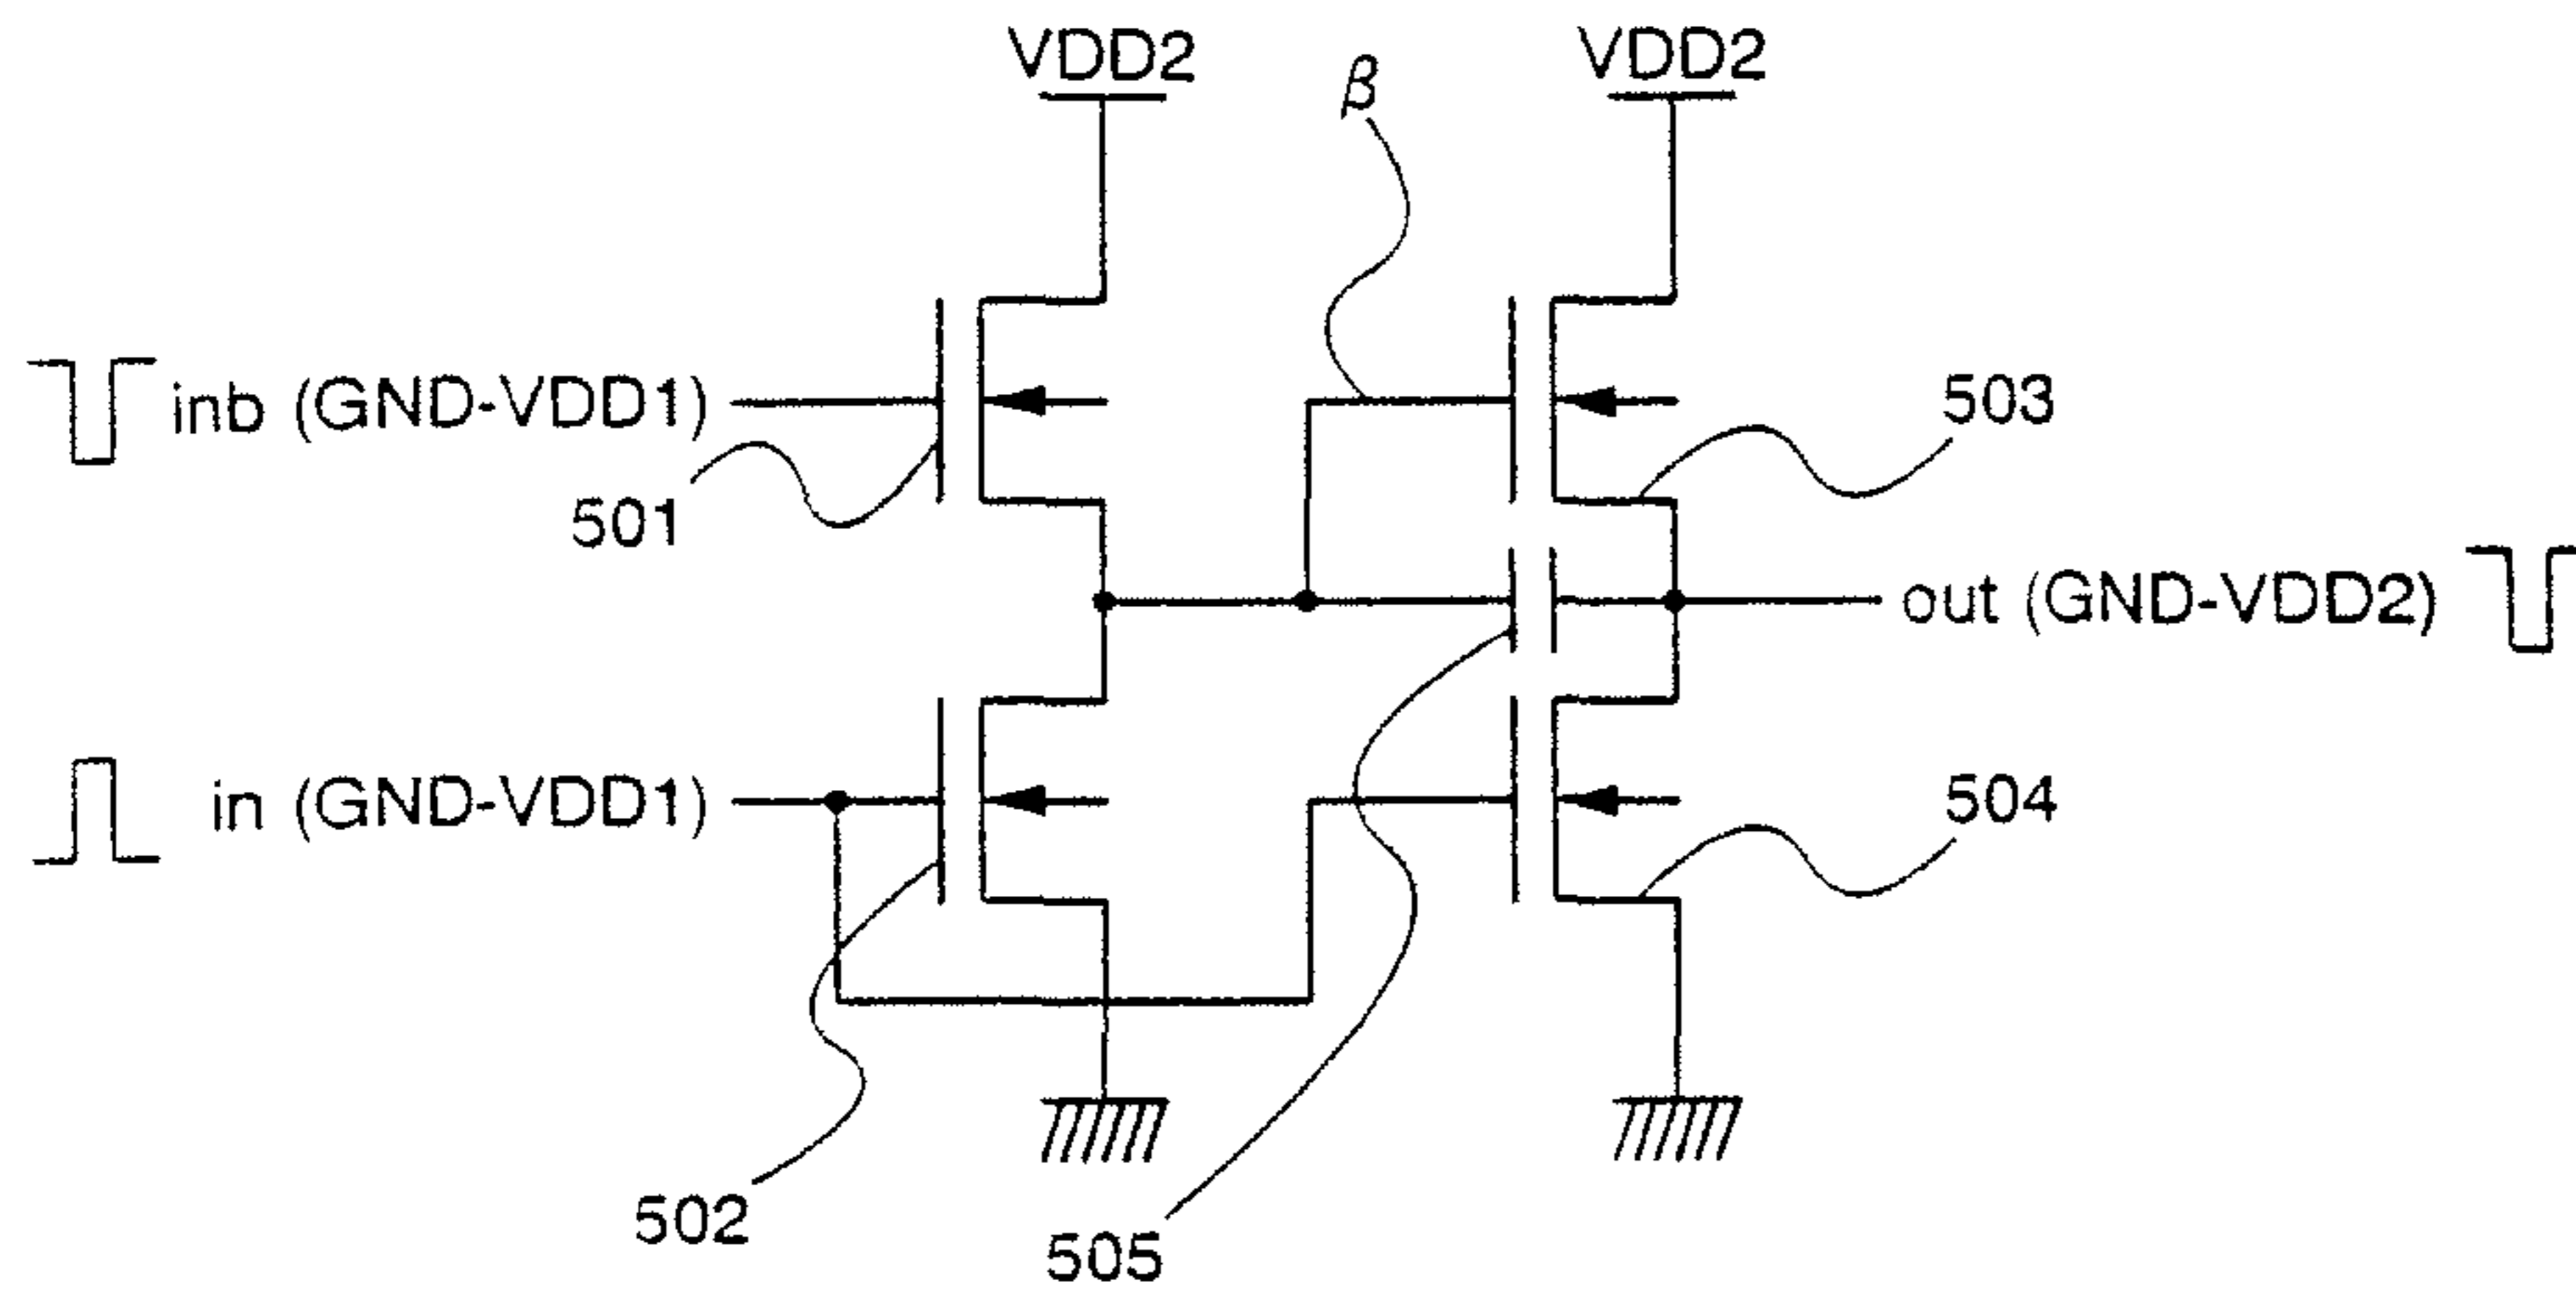 VDD2
VDD2
β
inb (GND-VDD1)
503
501
out (GND-VDD2)
in (GND-VDD1)
504
502
505